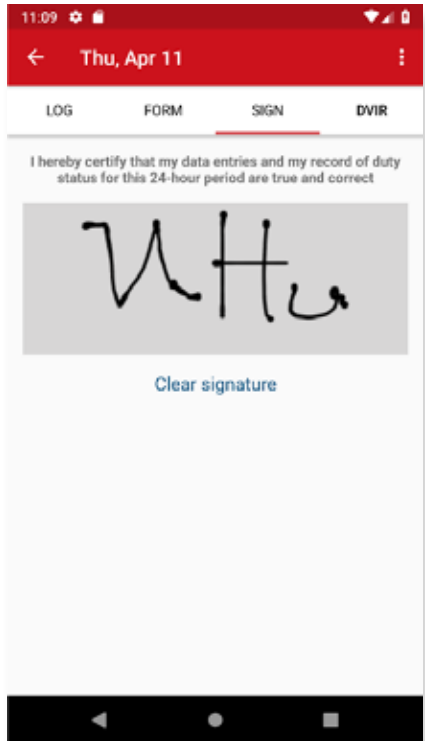 11:09
Thu, Apr 11
LOG FORM SIGN DVIR
I hereby certify that my data entries and my record of duty
status for this 24-hour period are true and correct
Clear signature